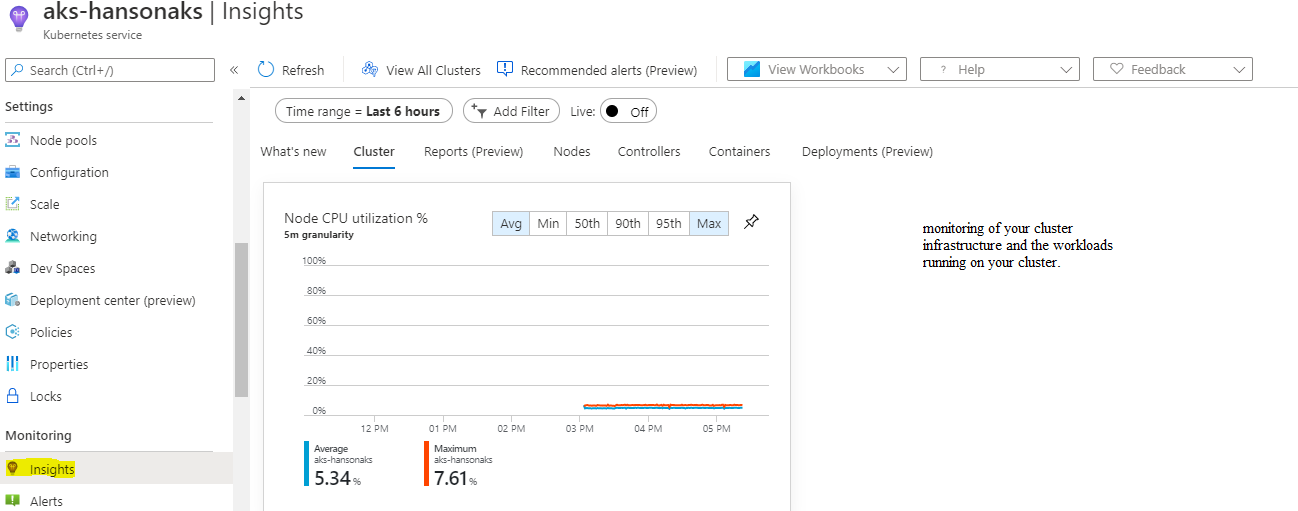 aks-hansonaks | Insights
Kubernetes service
Search (Ctrl+/)
«
Refresh
View All Clusters
Recommended alerts (Preview)
View Workbooks
? Help
Feedback
Settings
Node pools
Configuration
Scale
Networking
Dev Spaces
Deployment center (preview)
Policies
Properties
Locks
Monitoring
Insights
Alerts
Time range = Last 6 hours
Add Filter
Live: Off
What's new Cluster Reports (Preview) Nodes Controllers Containers Deployments (Preview)
Node CPU utilization %
5m granularity
Avg Min 50th 90th 95th Max
100%
80%
60%
40%
20%
0%
12 PM 01 PM 02 PM 03 PM 04 PM 05 PM
Average
aks-hansonaks
5.34 %
Maximum
aks-hansonaks
7.61 %
monitoring of your cluster
infrastructure and the workloads
running on your cluster.